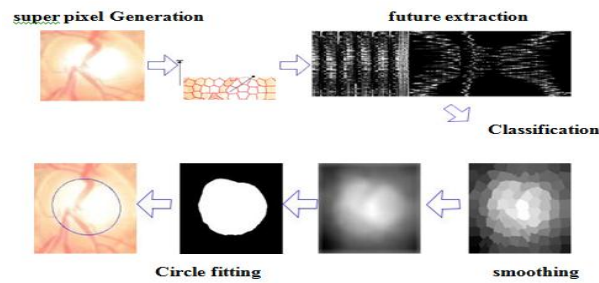 super pixel Generation
future extraction
Classification
Circle fitting
smoothing